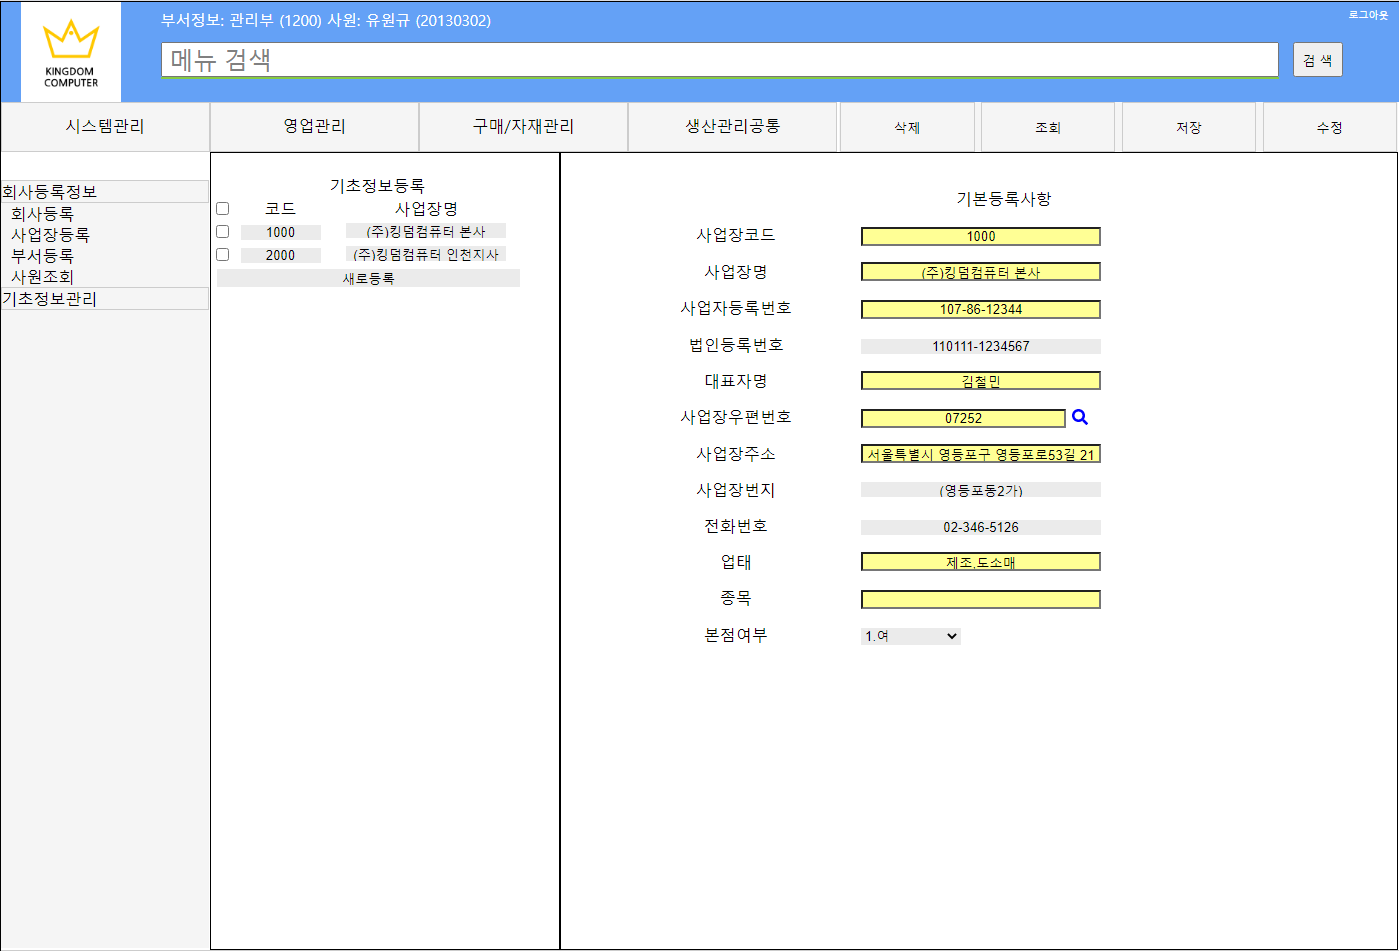 부서정보: 관리부 (1200) 사원: 유원규 (20130302)
로그아웃
KINGDOM
COMPUTER
메뉴 검색
검 색
시스템관리
영업관리
구매/자재관리
생산관리공통
삭제
조회
저장
수정
회사등록정보
회사등록
사업장등록
부서등록
사원조회
기초정보관리
기초정보등록
코드 사업장명
1000 (주)킹덤컴퓨터 본사
2000 (주)킹덤컴퓨터 인천지사
새로등록
기본등록사항
사업장코드 1000
사업장명 (주)킹덤컴퓨터 본사
사업자등록번호 107-86-12344
법인등록번호 110111-1234567
대표자명 김철민
사업장우편번호 07252
사업장주소 서울특별시 영등포구 영등포로53길 21
사업장번지 (영등포동2가)
전화번호 02-346-5126
업태 제조,도소매
종목
본점여부 1.여